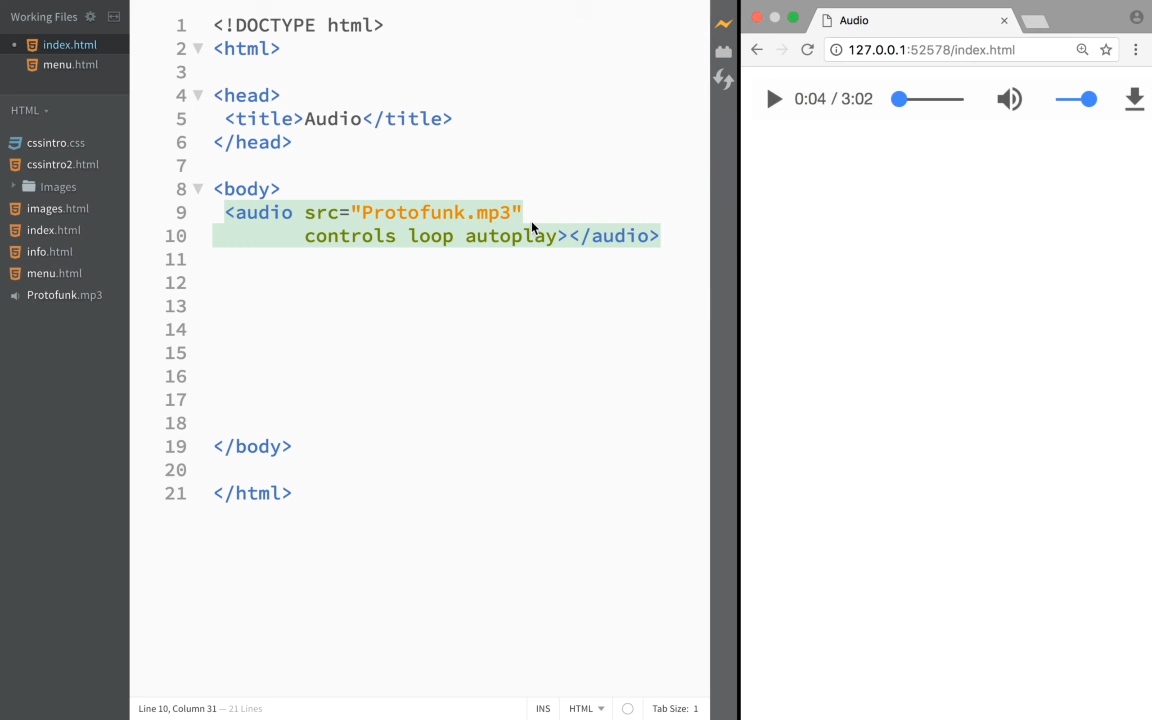 Working Files
index.html
menu.html
HTML
cssintro.css
cssintro2.html
Images
images.html
index.html
info.html
menu.html
Protofunk.mp3
1 <!DOCTYPE html>
2 <html>
3
4 <head>
5 <title>Audio</title>
6 </head>
7
8 <body>
9 <audio src="Protofunk.mp3"
10 controls loop autoplay></audio>
11
12
13
14
15
16
17
18
19 </body>
20
21 </html>
Line 10, Column 31 — 21 Lines
INS HTML Tab Size: 1
Audio
127.0.0.1:52578/index.html
0:04 / 3:02